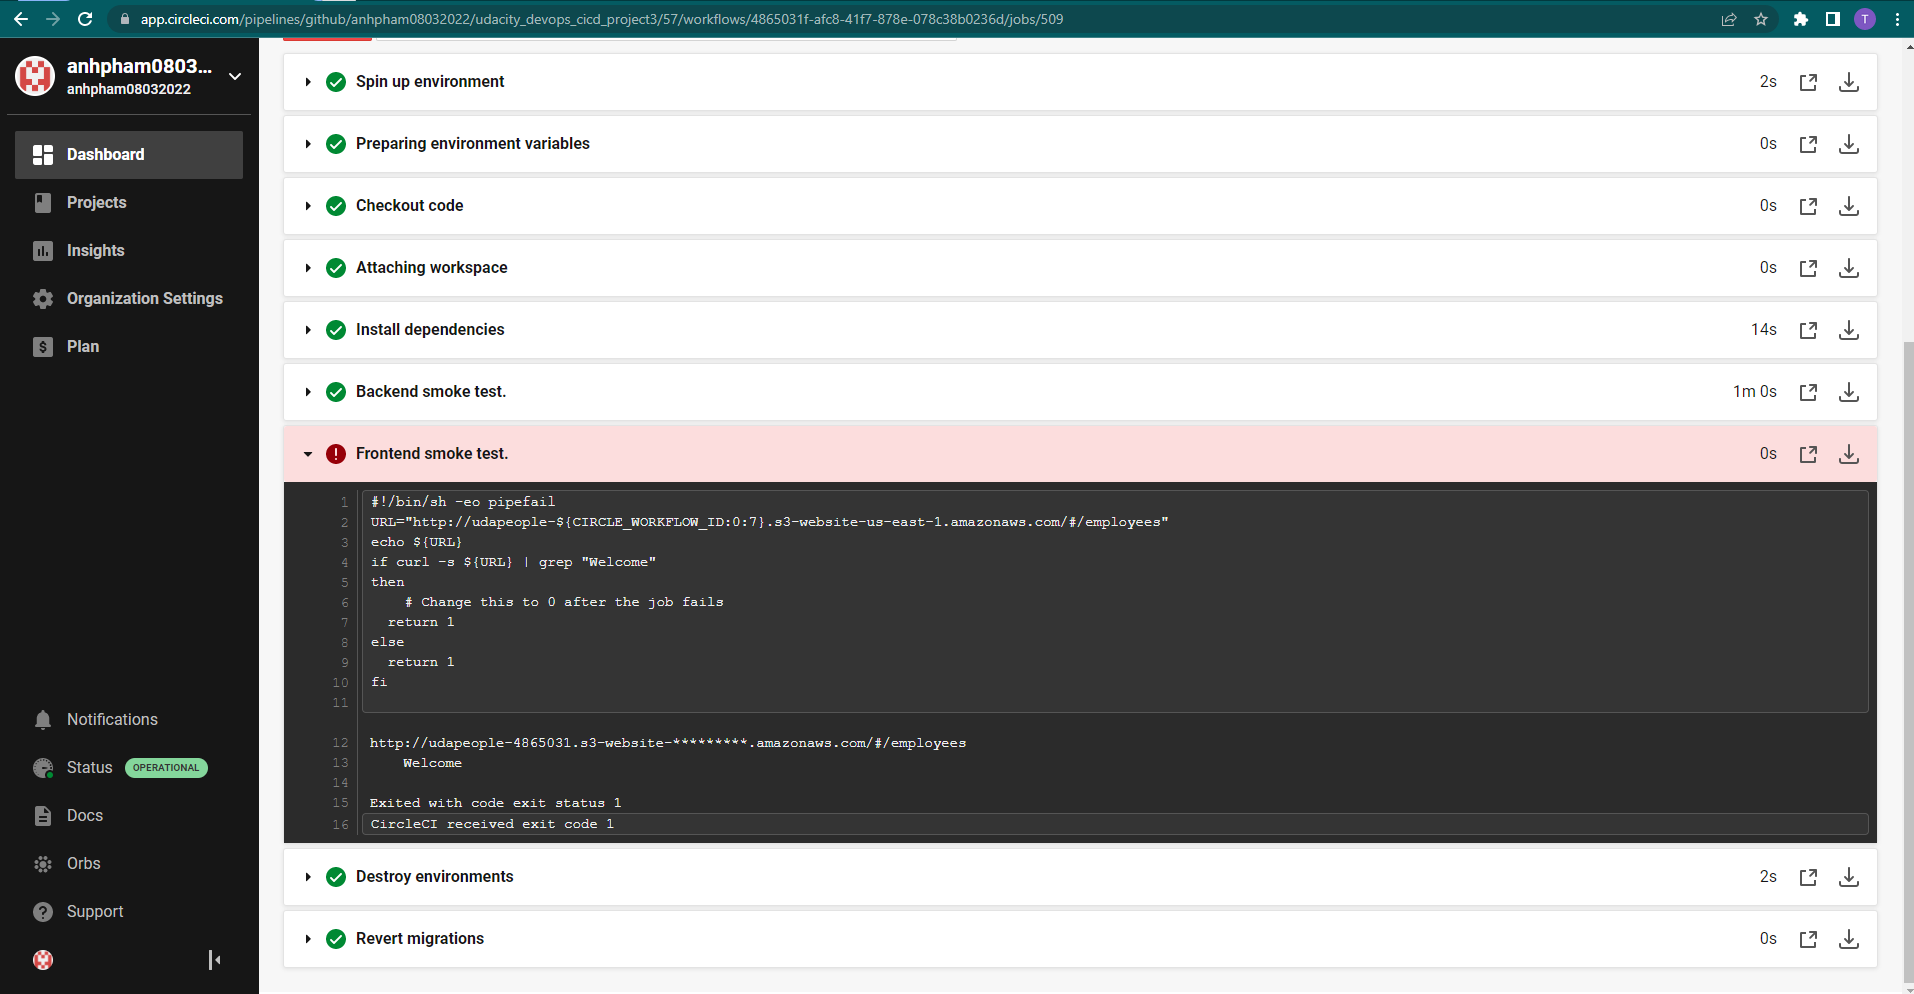 app.circleci.com/pipelines/github/anhpham08032022/udacity_devops_cicd_project3/57/workflows/4865031f-afc8-41f7-878e-078c38b0236d/jobs/509
T
anhpham0803...
anhpham08032022
Dashboard
Projects
Insights
Organization Settings
Plan
Notifications
Status OPERATIONAL
Docs
Orbs
Support
Spin up environment 2s
Preparing environment variables 0s
Checkout code 0s
Attaching workspace 0s
Install dependencies 14s
Backend smoke test. 1m 0s
Frontend smoke test. 0s
1 #!/bin/sh -eo pipefail
2 URL="http://udapeople-${CIRCLE_WORKFLOW_ID:0:7}.s3-website-us-east-1.amazonaws.com/#/employees"
3 echo ${URL}
4 if curl -s ${URL} | grep "Welcome"
5 then
6 # Change this to 0 after the job fails
7 return 1
8 else
9 return 1
10 fi
11
12 http://udapeople-4865031.s3-website-*********.amazonaws.com/#/employees
13 Welcome
14
15 Exited with code exit status 1
16 CircleCI received exit code 1
Destroy environments 2s
Revert migrations 0s